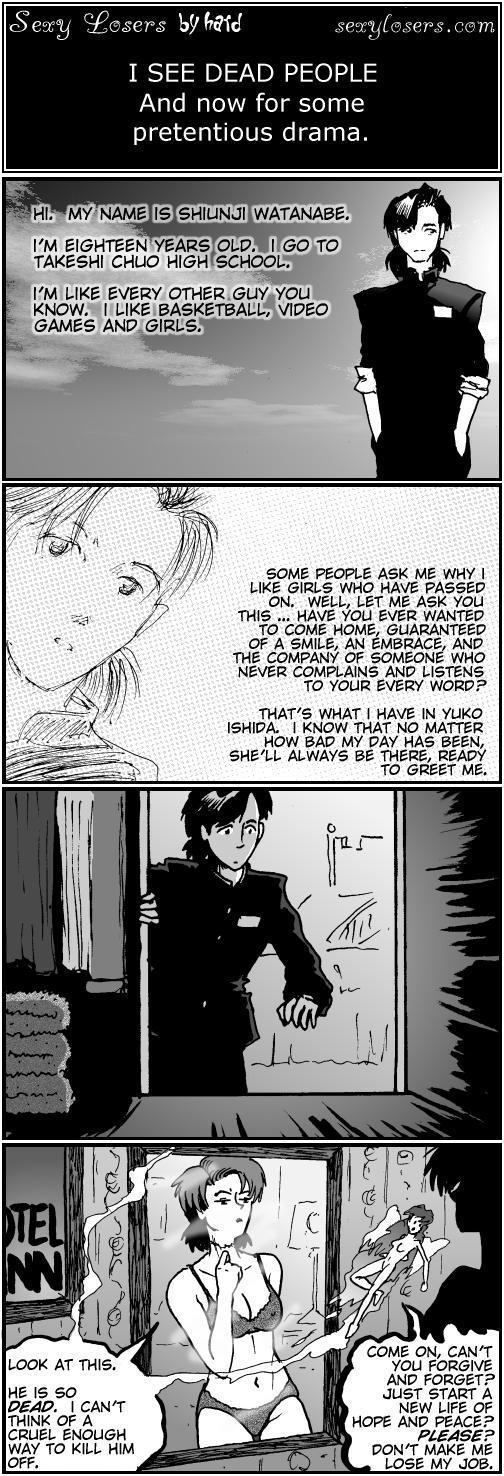 Sexy Losers by hard
sexylosers.com
I SEE DEAD PEOPLE
And now for some
pretentious drama.
HI. MY NAME IS SHIUNJI WATANABE.
I'M EIGHTEEN YEARS OLD. I GO TO
TAKESHI CHUO HIGH SCHOOL.
I'M LIKE EVERY OTHER GUY YOU
KNOW. I LIKE BASKETBALL, VIDEO
GAMES AND GIRLS.
SOME PEOPLE ASK ME WHY I
LIKE GIRLS WHO HAVE PASSED
ON. WELL, LET ME ASK YOU
THIS ... HAVE YOU EVER WANTED
TO COME HOME, GUARANTEED
OF A SMILE, AN EMBRACE, AND
THE COMPANY OF SOMEONE WHO
NEVER COMPLAINS AND LISTENS
TO YOUR EVERY WORD?
THAT'S WHAT I HAVE IN YUKO
ISHIDA. I KNOW THAT NO MATTER
HOW BAD MY DAY HAS BEEN,
SHE'LL ALWAYS BE THERE, READY
TO GREET ME.
OTEL
NN
LOOK AT THIS.
HE IS SO
DEAD. I CAN'T
THINK OF A
CRUEL ENOUGH
WAY TO KILL HIM
OFF.
COME ON, CAN'T
YOU FORGIVE
AND FORGET?
JUST START A
NEW LIFE OF
HOPE AND PEACE?
PLEASE?
DON'T MAKE ME
LOSE MY JOB.